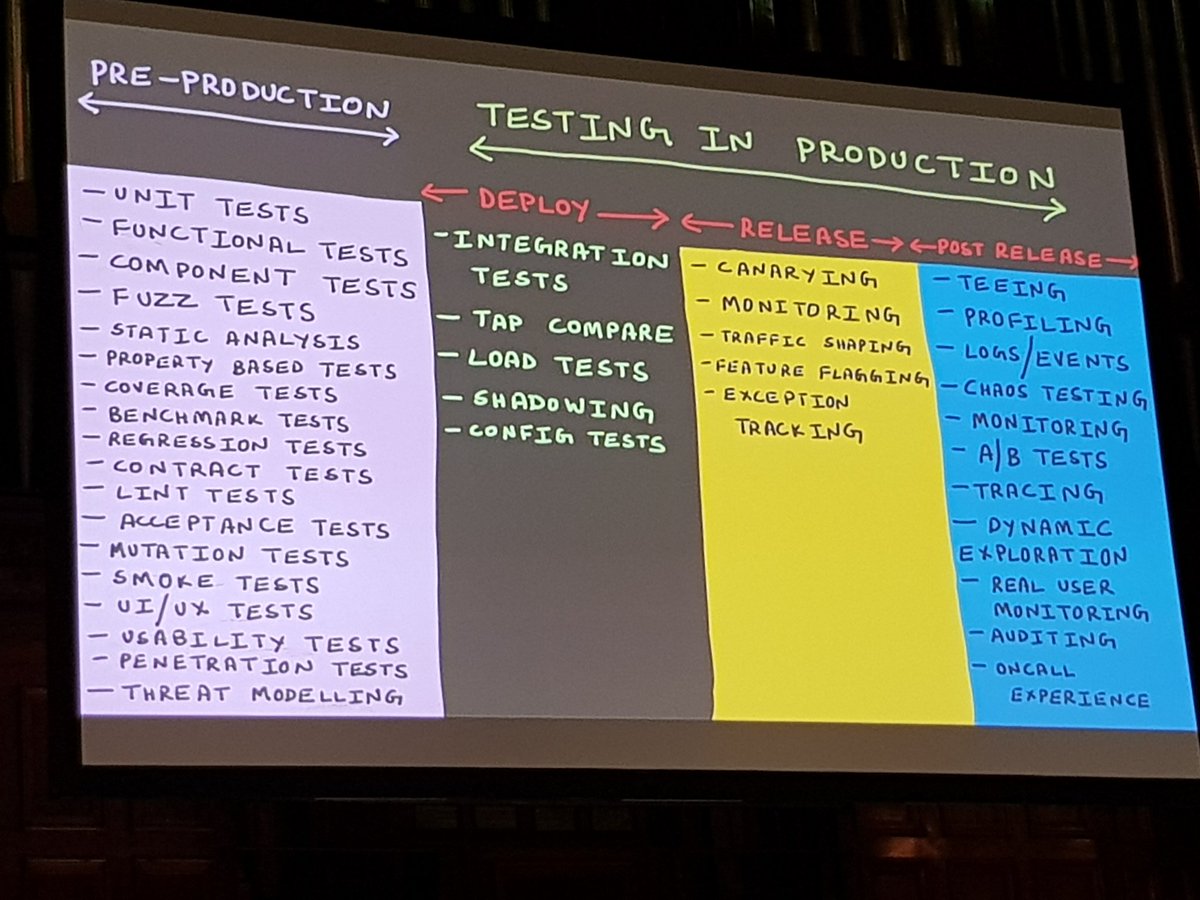 PRE-PRODUCTION
TESTING IN PRODUCTION
- UNIT TESTS
- FUNCTIONAL TESTS
- COMPONENT TESTS
- FUZZ TESTS
- STATIC ANALYSIS
- PROPERTY BASED TESTS
- COVERAGE TESTS
- BENCHMARK TESTS
- REGRESSION TESTS
- CONTRACT TESTS
- LINT TESTS
- ACCEPTANCE TESTS
- MUTATION TESTS
- SMOKE TESTS
- UI/UX TESTS
- USABILITY TESTS
- PENETRATION TESTS
- THREAT MODELLING
DEPLOY
- INTEGRATION
TESTS
- TAP COMPARE
- LOAD TESTS
- SHADOWING
- CONFIG TESTS
RELEASE
- CANARYING
- MONITORING
- TRAFFIC SHAPING
- FEATURE FLAGGING
- EXCEPTION
TRACKING
POST RELEASE
- TEEING
- PROFILING
- LOGS/EVENTS
- CHAOS TESTING
- MONITORING
- A/B TESTS
- TRACING
- DYNAMIC
EXPLORATION
- REAL USER
MONITORING
- AUDITING
- ONCALL
EXPERIENCE